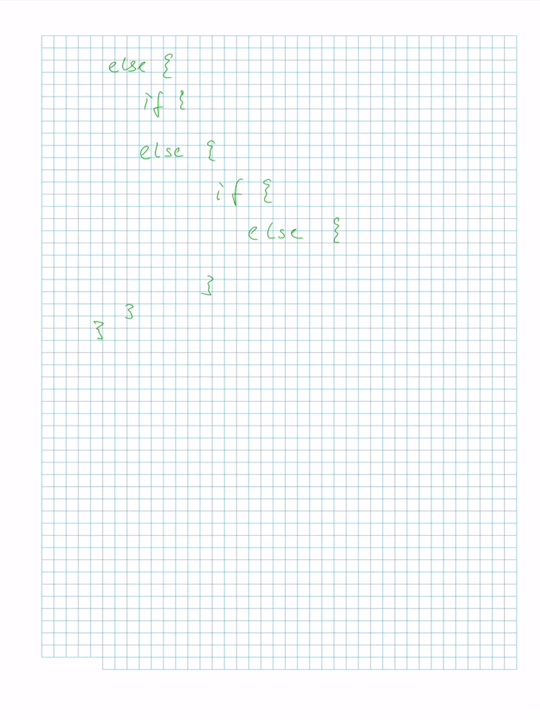 else {
if {
else {
if {
else {
}
}
}